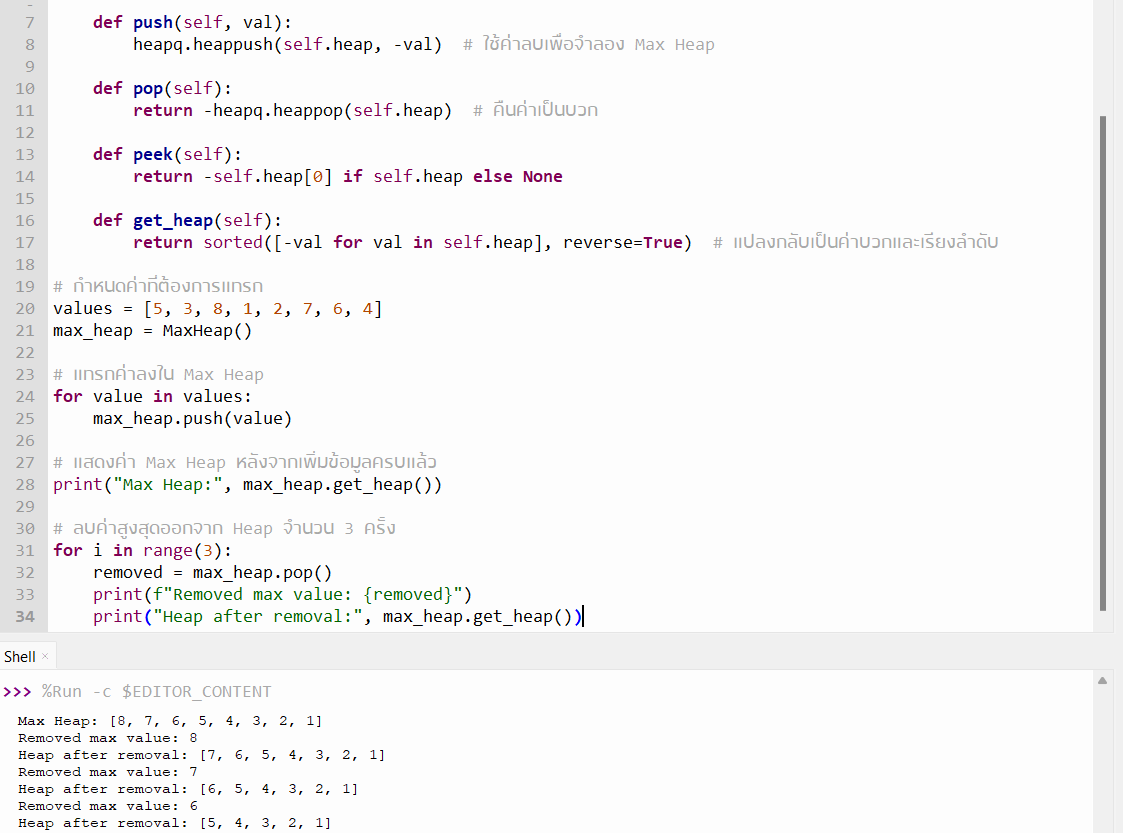 7 def push(self, val):
8 heapq.heappush(self.heap, -val)  # ใช้ค่าลบเพื่อจำลอง Max Heap
9
10 def pop(self):
11 return -heapq.heappop(self.heap)  # คืนค่าเป็นบวก
12
13 def peek(self):
14 return -self.heap[0] if self.heap else None
15
16 def get_heap(self):
17 return sorted([-val for val in self.heap], reverse=True)  # แปลงกลับเป็นค่าบวกและเรียงลำดับ
18
19 # กำหนดค่าที่ต้องการแทรก
20 values = [5, 3, 8, 1, 2, 7, 6, 4]
21 max_heap = MaxHeap()
22
23 # แทรกค่าลงใน Max Heap
24 for value in values:
25 max_heap.push(value)
26
27 # แสดงค่า Max Heap หลังจากเพิ่มข้อมูลครบแล้ว
28 print("Max Heap:", max_heap.get_heap())
29
30 # ลบค่าสูงสุดออกจาก Heap จำนวน 3 ครั้ง
31 for i in range(3):
32 removed = max_heap.pop()
33 print(f"Removed max value: {removed}")
34 print("Heap after removal:", max_heap.get_heap())
Shell ×
>>> %Run -c $EDITOR_CONTENT
Max Heap: [8, 7, 6, 5, 4, 3, 2, 1]
Removed max value: 8
Heap after removal: [7, 6, 5, 4, 3, 2, 1]
Removed max value: 7
Heap after removal: [6, 5, 4, 3, 2, 1]
Removed max value: 6
Heap after removal: [5, 4, 3, 2, 1]